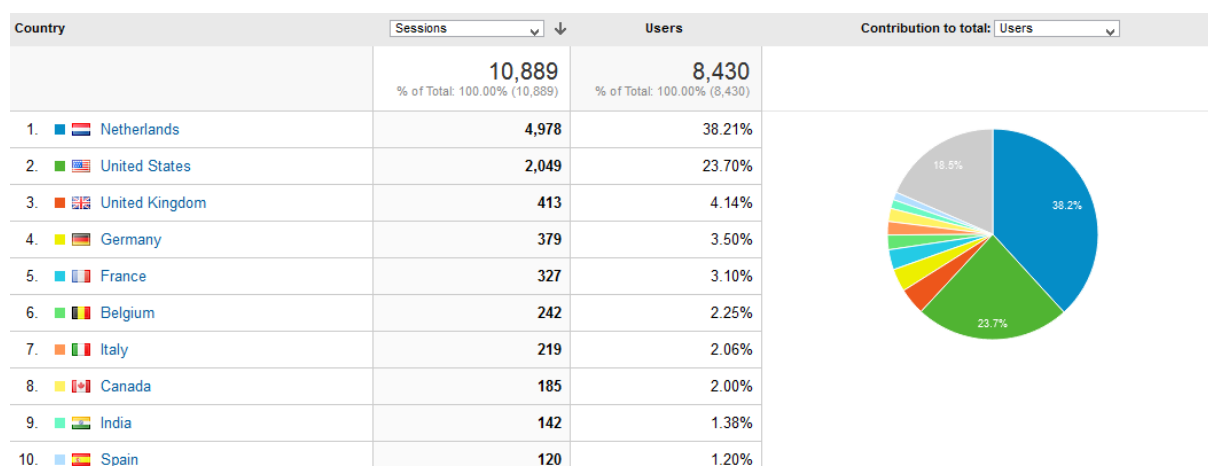 Country Sessions Users Contribution to total: Users
10,889 8,430
% of Total: 100.00% (10,889) % of Total: 100.00% (8,430)
1. Netherlands 4,978 38.21%
2. United States 2,049 23.70%
3. United Kingdom 413 4.14%
4. Germany 379 3.50%
5. France 327 3.10%
6. Belgium 242 2.25%
7. Italy 219 2.06%
8. Canada 185 2.00%
9. India 142 1.38%
10. Spain 120 1.20%
18.5%
38.2%
23.7%